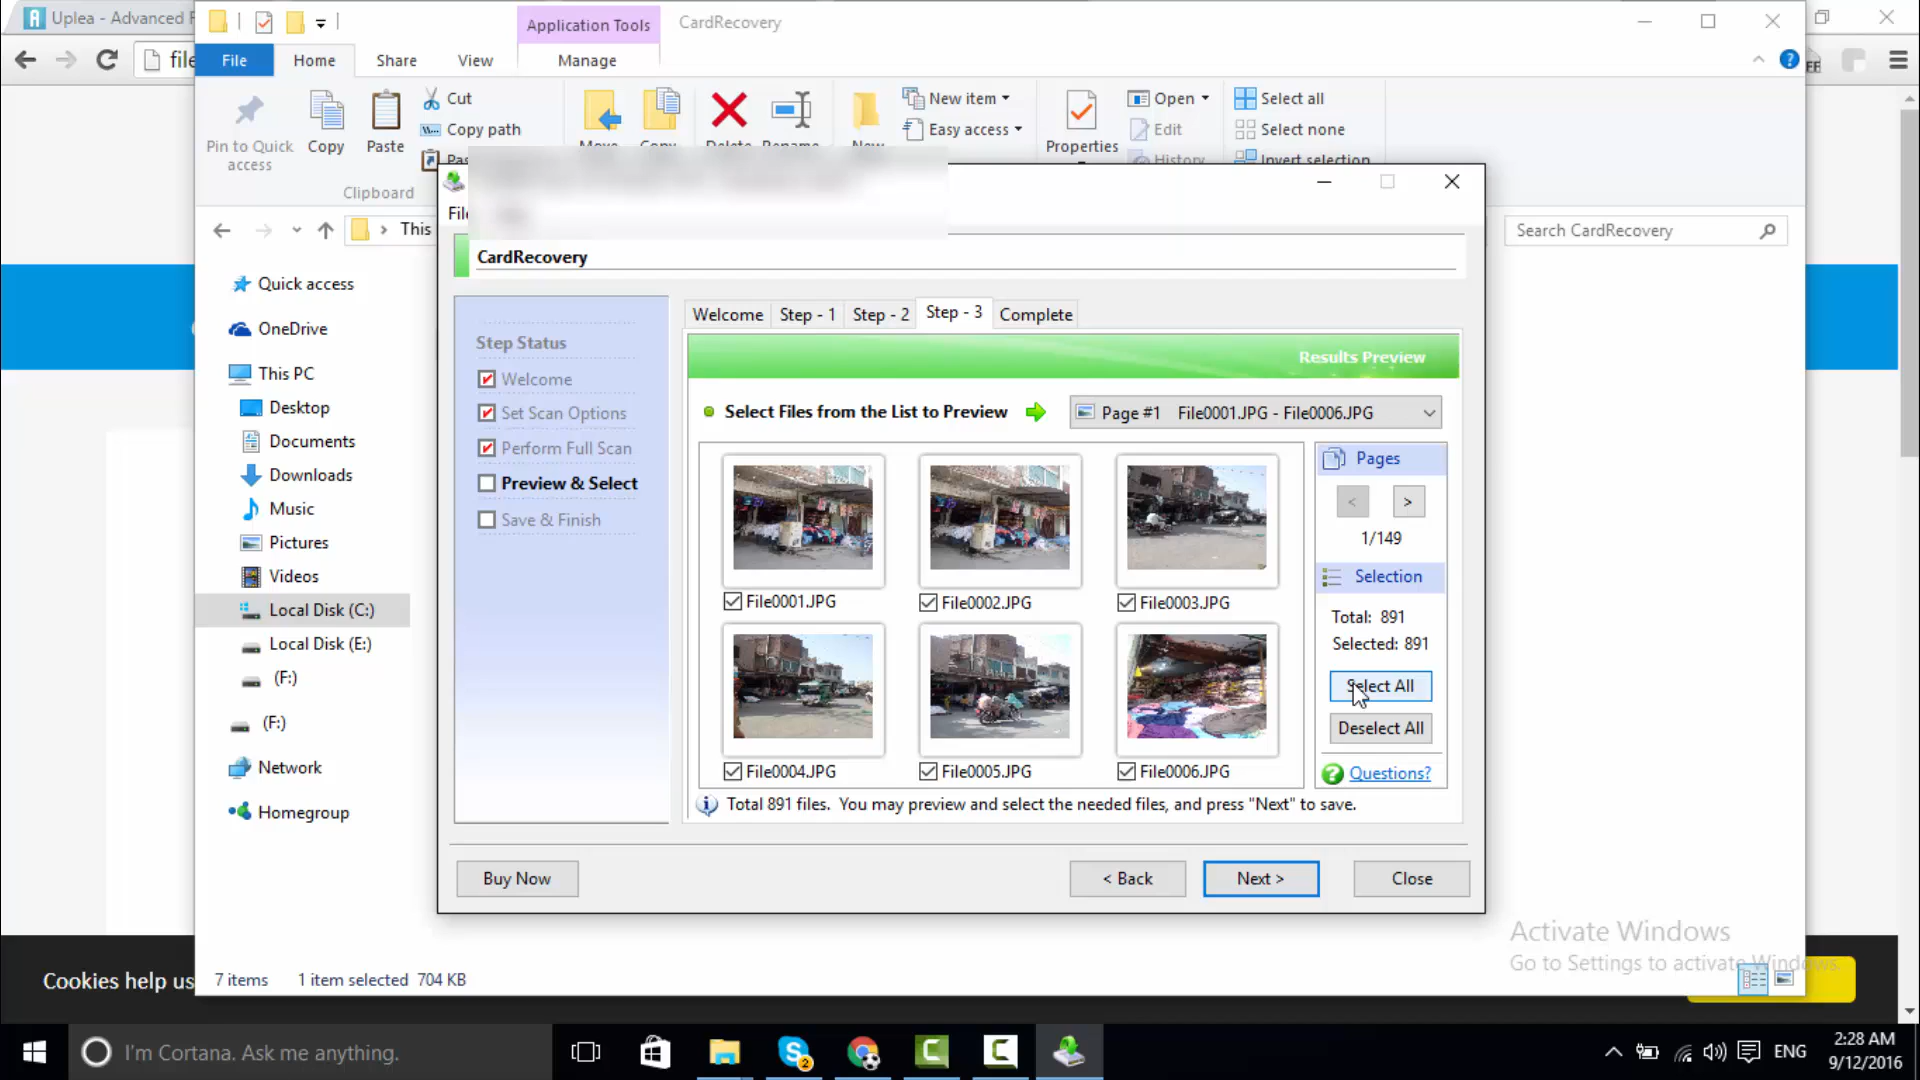 Uplea - Advanced F
file
CardRecovery
Application Tools
File
Home
Share
View
Manage
Pin to Quick access
Copy
Paste
Cut
Copy path
Clipboard
New item
Easy access
Properties
Open
Edit
History
Select all
Select none
Invert selection
This
Search CardRecovery
Quick access
OneDrive
This PC
Desktop
Documents
Downloads
Music
Pictures
Videos
Local Disk (C:)
Local Disk (E:)
(F:)
(F:)
Network
Homegroup
CardRecovery
Step Status
Welcome
Set Scan Options
Perform Full Scan
Preview & Select
Save & Finish
Welcome
Step - 1
Step - 2
Step - 3
Complete
Results Preview
Select Files from the List to Preview
Page #1 File0001.JPG - File0006.JPG
File0001.JPG
File0002.JPG
File0003.JPG
File0004.JPG
File0005.JPG
File0006.JPG
Pages
<
>
1/149
Selection
Total: 891
Selected: 891
Select All
Deselect All
Questions?
Total 891 files. You may preview and select the needed files, and press "Next" to save.
Buy Now
< Back
Next >
Close
Activate Windows
Go to Settings to activate Windows.
Cookies help us
7 items
1 item selected 704 KB
I'm Cortana. Ask me anything.
2
ENG
2:28 AM
9/12/2016